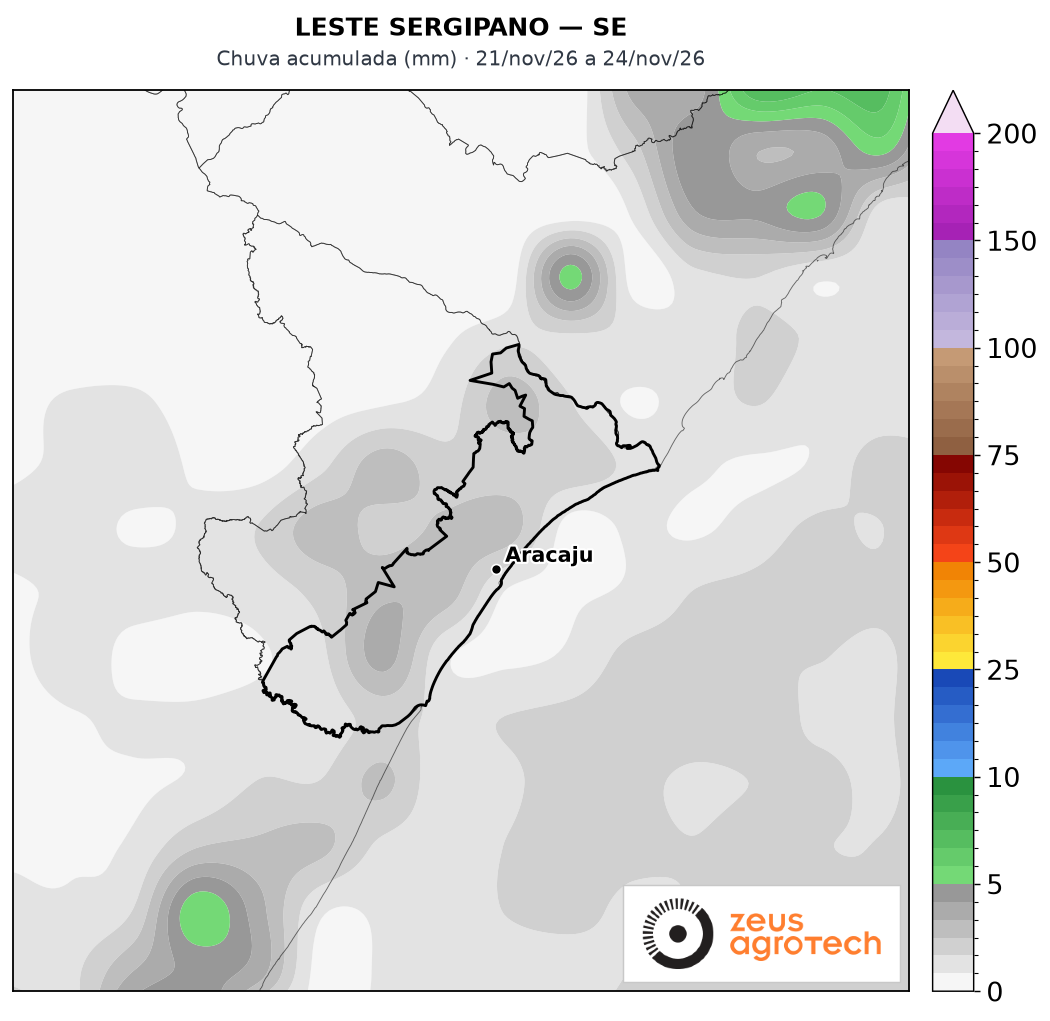 LESTE SERGIPANO — SE
Chuva acumulada (mm) · 21/nov/26 a 24/nov/26
200
150
100
75
50
25
10
5
0
Aracaju
zeus
agrotech